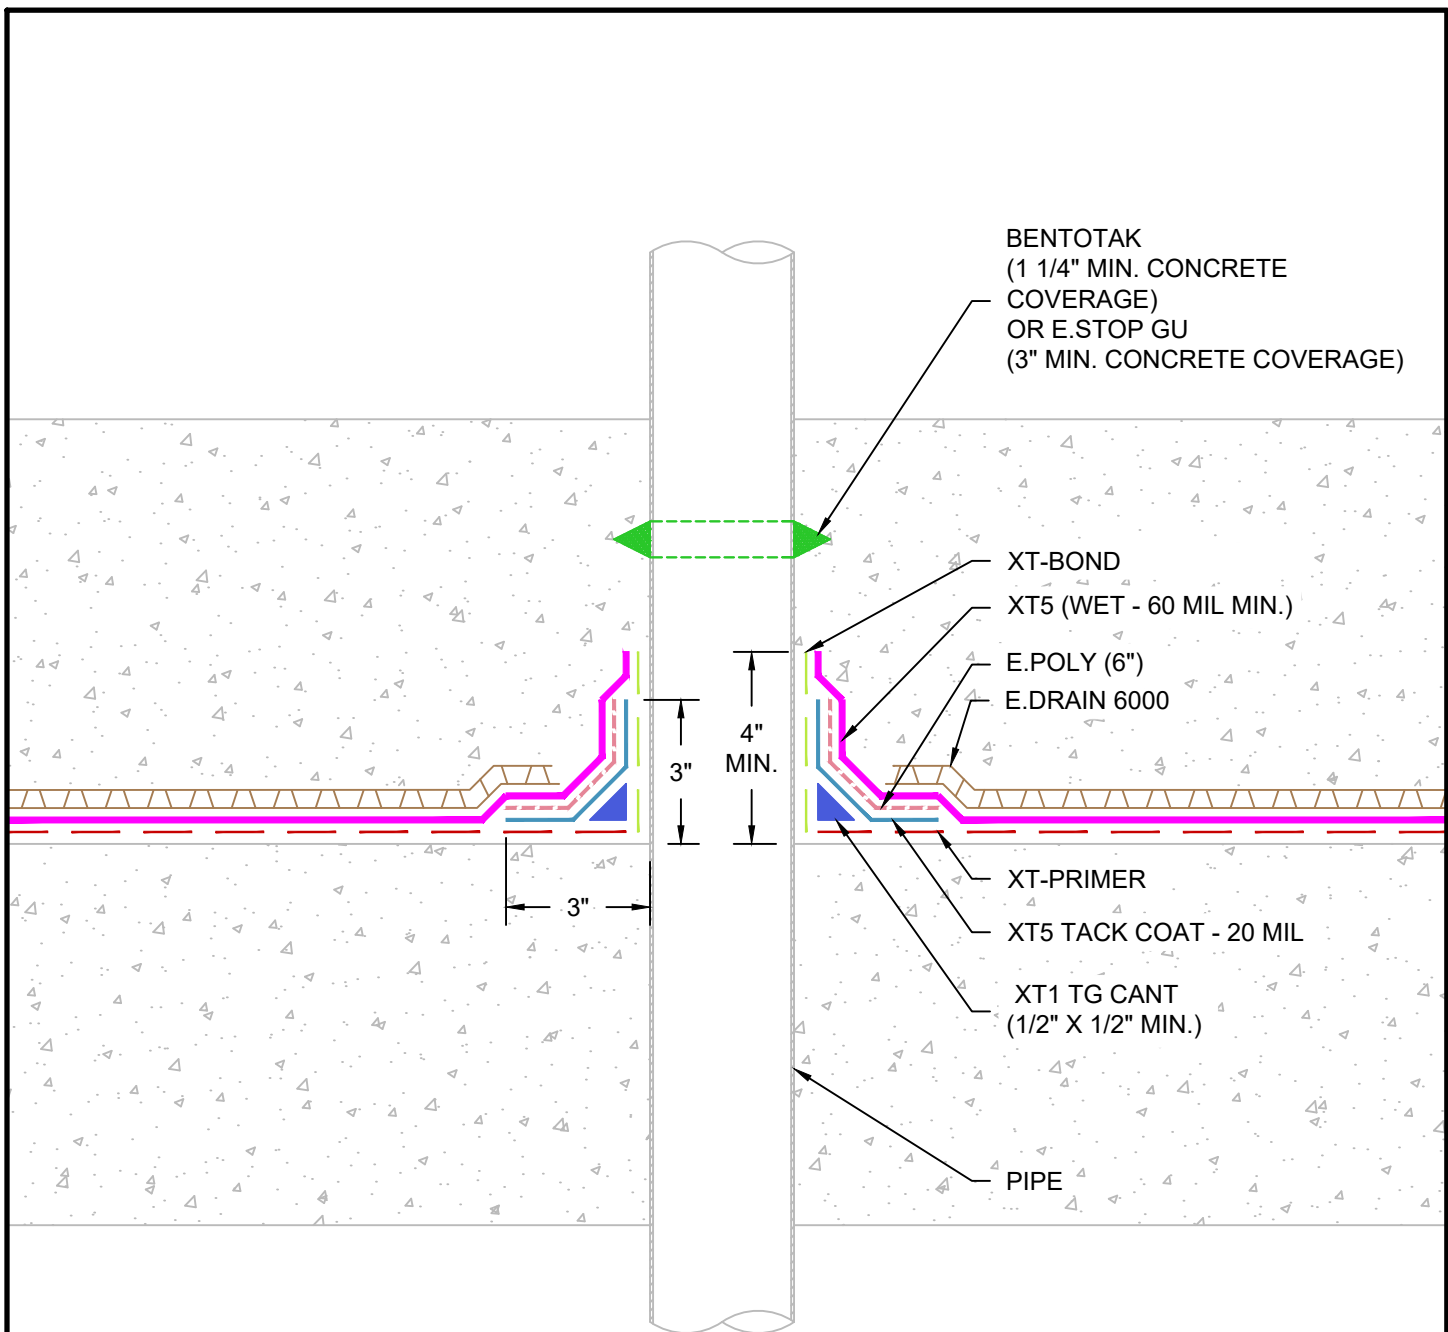 BENTOTAK
(1 1/4" MIN. CONCRETE
COVERAGE)
OR E.STOP GU
(3" MIN. CONCRETE COVERAGE)
XT-BOND
XT5 (WET - 60 MIL MIN.)
E.POLY (6")
E.DRAIN 6000
4"
MIN.
3"
3"
XT-PRIMER
XT5 TACK COAT - 20 MIL
XT1 TG CANT
(1/2" X 1/2" MIN.)
PIPE